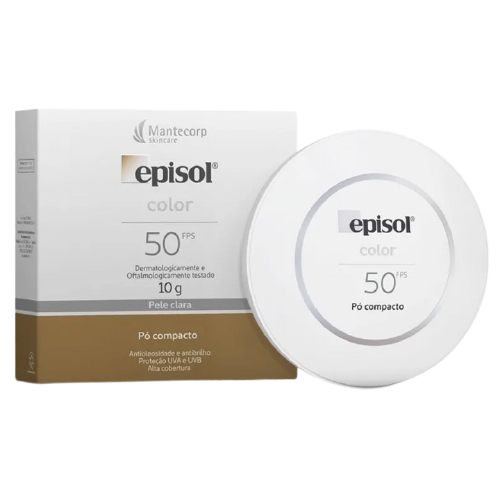 Mantecorp
skincare
episol®
color
50 FPS
Dermatologicamente e
Oftalmologicamente testado
10 g
Pele clara
Pó compacto
Antioleosidade e antibrilho
Proteção UVA e UVB
Alta cobertura
episol®
color
50 FPS
Pó compacto